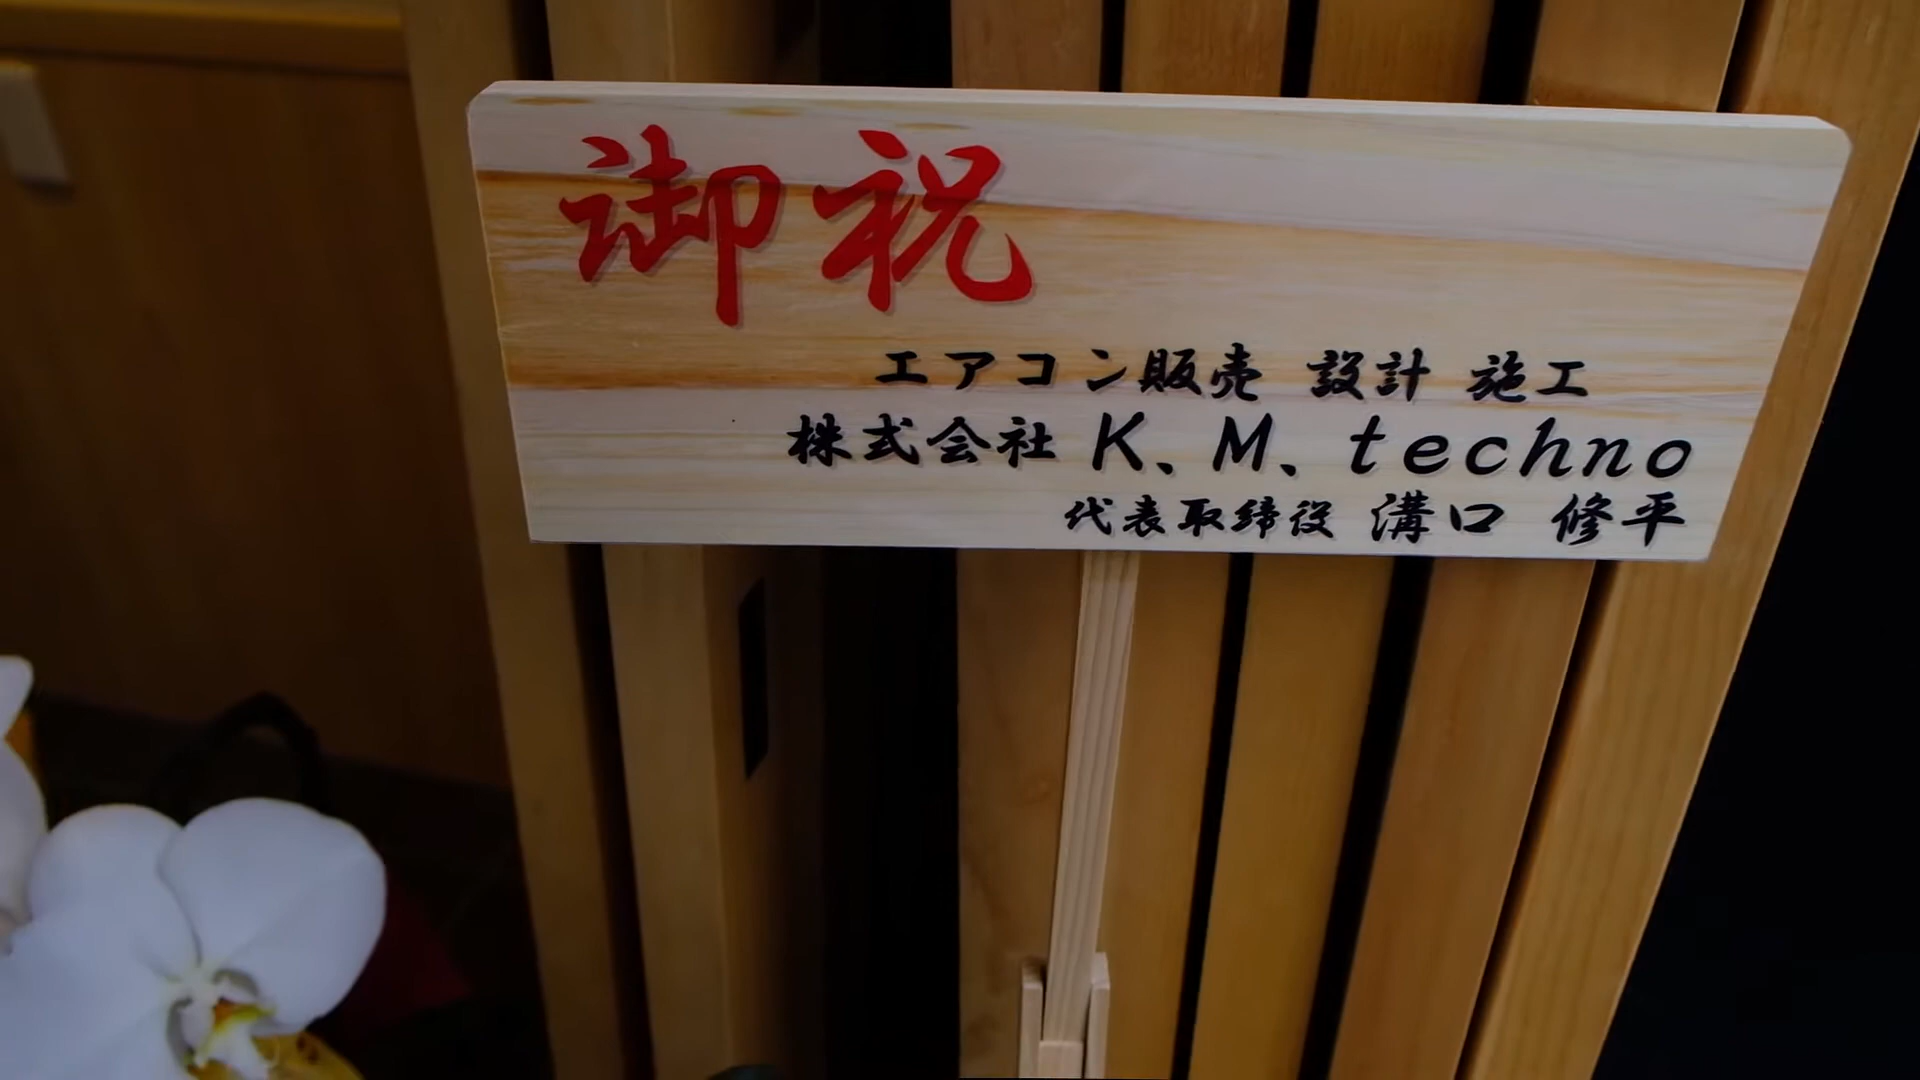 御祝
エアコン販売 設計 施工
株式会社 K、M、techno
代表取締役 溝口 修平